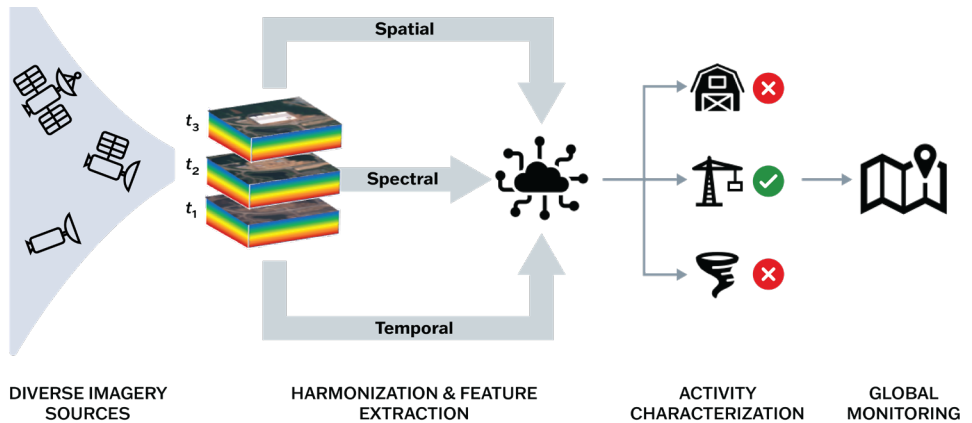 Spatial
t3
t2
t1
Spectral
Temporal
DIVERSE IMAGERY
SOURCES
HARMONIZATION & FEATURE
EXTRACTION
ACTIVITY
CHARACTERIZATION
GLOBAL
MONITORING